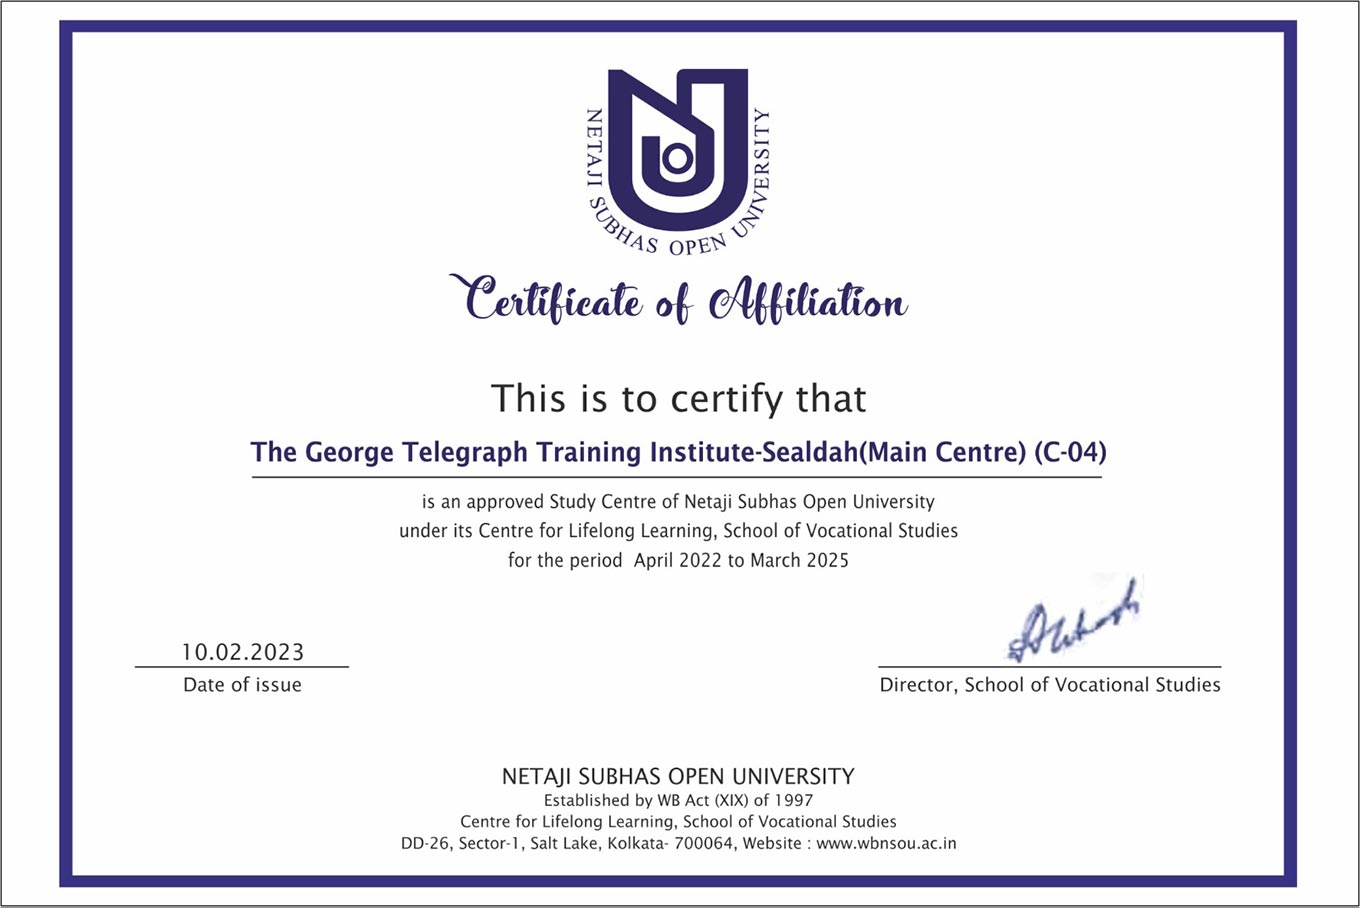 NETAJI SUBHAS OPEN UNIVERSITY
Certificate of Affiliation
This is to certify that
The George Telegraph Training Institute-Sealdah(Main Centre) (C-04)
is an approved Study Centre of Netaji Subhas Open University
under its Centre for Lifelong Learning, School of Vocational Studies
for the period  April 2022 to March 2025
10.02.2023
Date of issue
Director, School of Vocational Studies
NETAJI SUBHAS OPEN UNIVERSITY
Established by WB Act (XIX) of 1997
Centre for Lifelong Learning, School of Vocational Studies
DD-26, Sector-1, Salt Lake, Kolkata- 700064, Website : www.wbnsou.ac.in